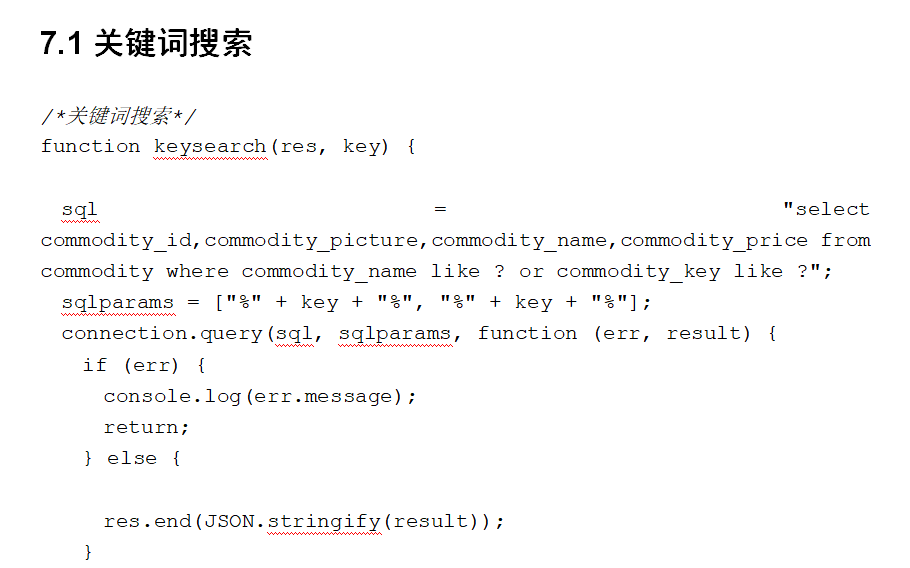 7.1 关键词搜索
/*关键词搜索*/
function keysearch(res, key) {
sql = "select
commodity_id,commodity_picture,commodity_name,commodity_price from
commodity where commodity_name like ? or commodity_key like ?";
sqlparams = ["%" + key + "%", "%" + key + "%"];
connection.query(sql, sqlparams, function (err, result) {
if (err) {
console.log(err.message);
return;
} else {
res.end(JSON.stringify(result));
}